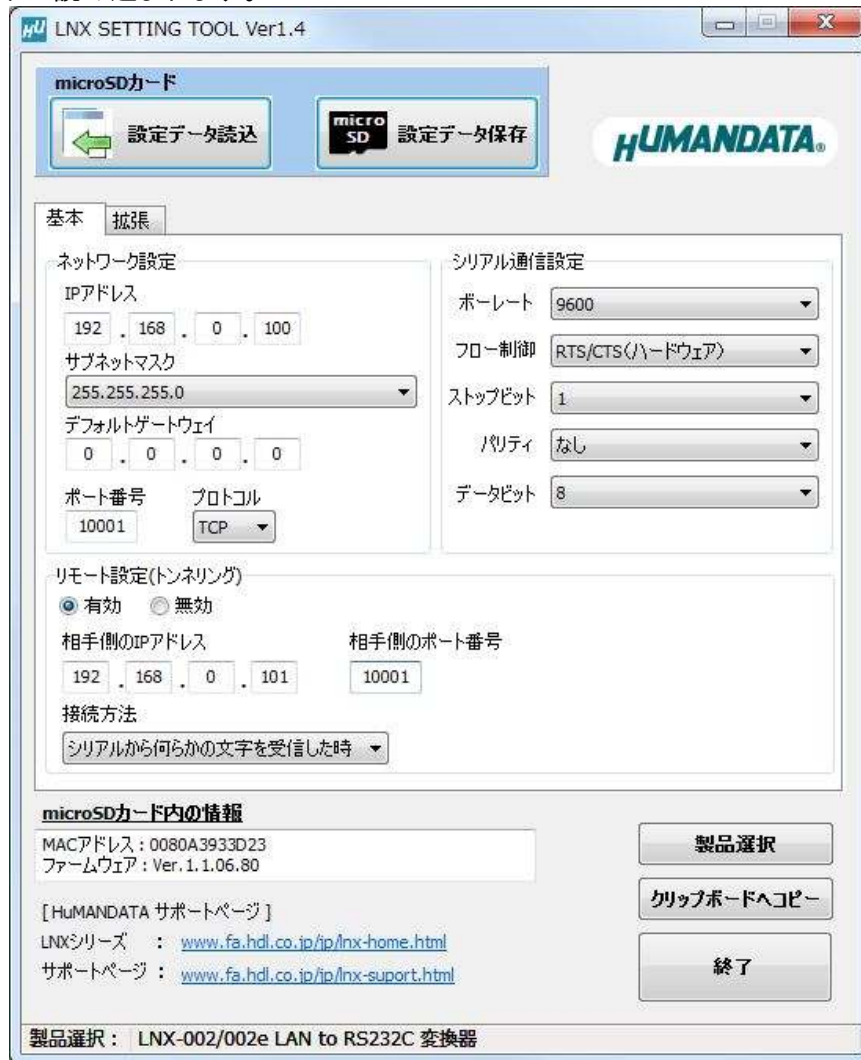 LNX SETTING TOOL Ver1.4
microSDカード
設定データ読込
micro SD 設定データ保存
HUMANDATA®
基本 拡張
ネットワーク設定
IPアドレス
192 . 168 . 0 . 100
サブネットマスク
255.255.255.0
デフォルトゲートウェイ
0 . 0 . 0 . 0
ポート番号 プロトコル
10001 TCP
シリアル通信設定
ボーレート 9600
フロー制御 RTS/CTS(ハードウェア)
ストップビット 1
パリティ なし
データビット 8
リモート設定(トンネリング)
有効 無効
相手側のIPアドレス 相手側のポート番号
192 . 168 . 0 . 101 10001
接続方法
シリアルから何らかの文字を受信した時
microSDカード内の情報
MACアドレス : 0080A3933D23
ファームウェア : Ver.1.1.06.80
[ HuMANDATA サポートページ ]
LNXシリーズ : www.fa.hdl.co.jp/jp/lnx-home.html
サポートページ : www.fa.hdl.co.jp/jp/lnx-suport.html
製品選択
クリップボードへコピー
終了
製品選択 : LNX-002/002e LAN to RS232C 変換器